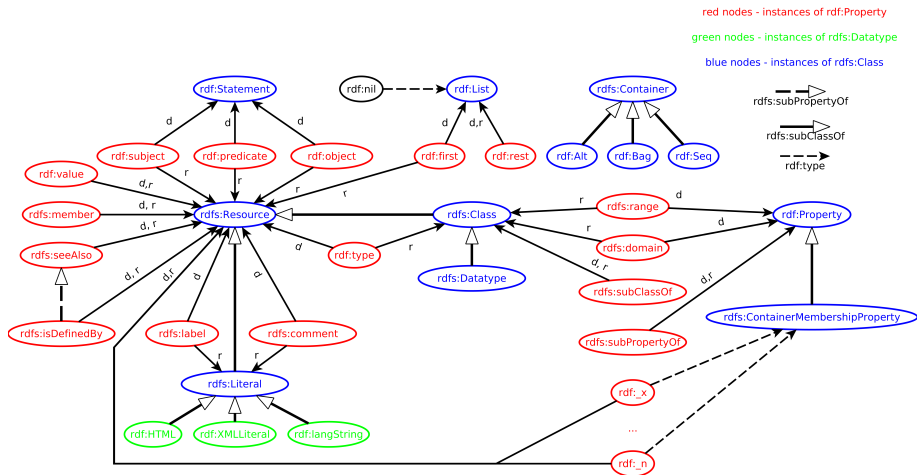 red nodes - instances of rdf:Property
green nodes - instances of rdfs:Datatype
blue nodes - instances of rdfs:Class
rdfs:subPropertyOf
rdfs:subClassOf
rdf:type
rdf:Statement
rdf:nil
rdf:List
rdfs:Container
d
d
d
d
d,r
rdf:subject
rdf:predicate
rdf:object
rdf:first
rdf:rest
rdf:Alt
rdf:Bag
rdf:Seq
rdf:value
d,r
r
r
r
r
rdfs:member
d, r
rdfs:Resource
rdfs:Class
r
rdfs:range
d
rdf:Property
rdfs:seeAlso
d, r
d
rdf:type
r
r
rdfs:domain
d
rdfs:Datatype
d, r
rdfs:subClassOf
d, r
d,r
d
d
d,r
rdfs:isDefinedBy
rdfs:label
rdfs:comment
rdfs:subPropertyOf
rdfs:ContainerMembershipProperty
r
r
rdfs:Literal
rdf:_x
rdf:HTML
rdf:XMLLiteral
rdf:langString
...
rdf:_n